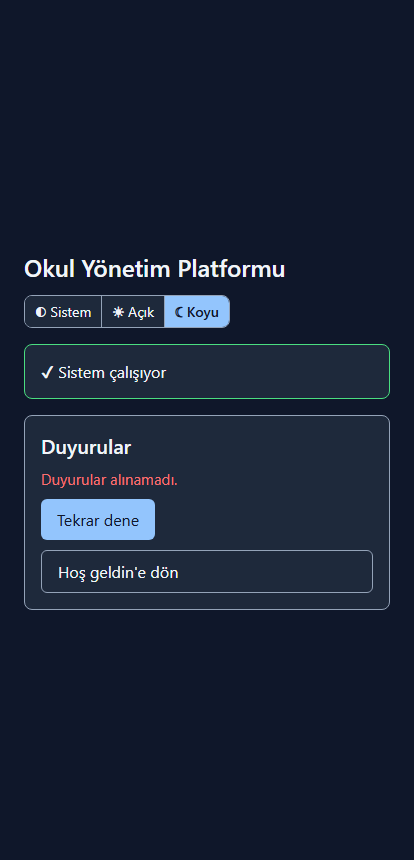 Okul Yönetim Platformu
◐ Sistem ☀ Açık ☾ Koyu
✔ Sistem çalışıyor
Duyurular
Duyurular alınamadı.
Tekrar dene
Hoş geldin'e dön